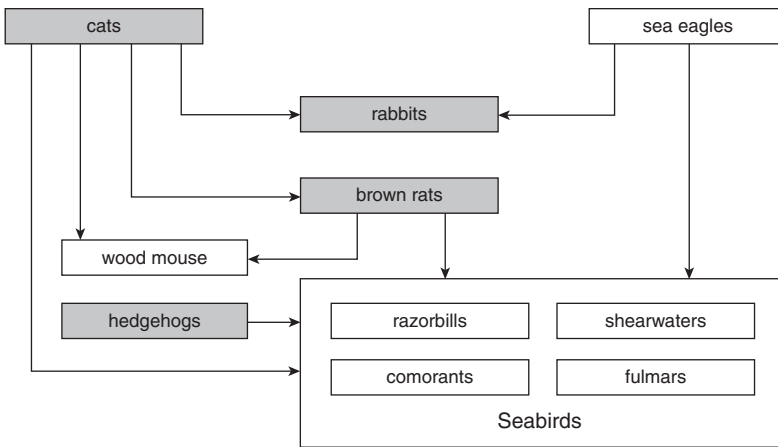 cats
sea eagles
rabbits
brown rats
wood mouse
hedgehogs
razorbills
shearwaters
comorants
fulmars
Seabirds